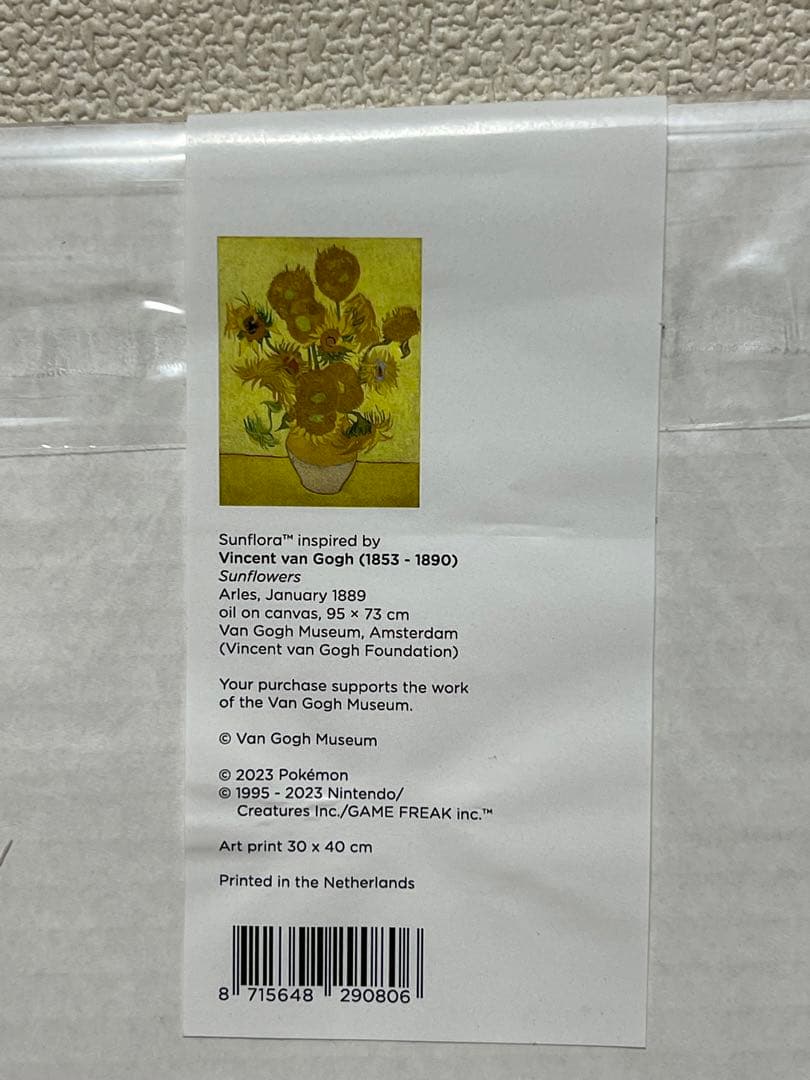 Sunflora™ inspired by
Vincent van Gogh (1853 - 1890)
Sunflowers
Arles, January 1889
oil on canvas, 95 × 73 cm
Van Gogh Museum, Amsterdam
(Vincent van Gogh Foundation)
Your purchase supports the work
of the Van Gogh Museum.
© Van Gogh Museum
© 2023 Pokémon
© 1995 - 2023 Nintendo/
Creatures Inc./GAME FREAK inc.™
Art print 30 x 40 cm
Printed in the Netherlands
8 715648 290806